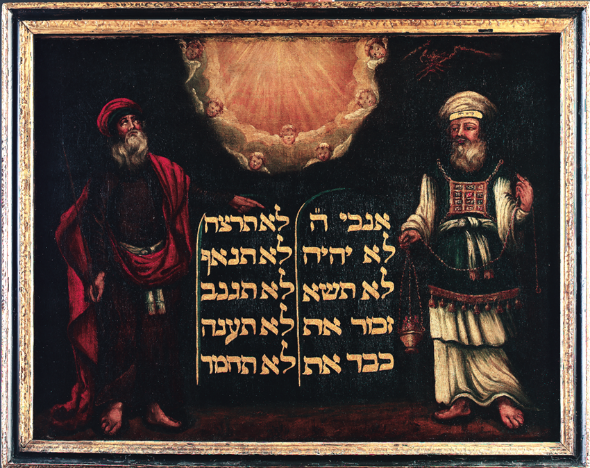 אנכי ה'
לא יהיה
לא תשא
זכור את
כבד את
לא תרצח
לא תנאף
לא תגנב
לא תענה
לא תחמד